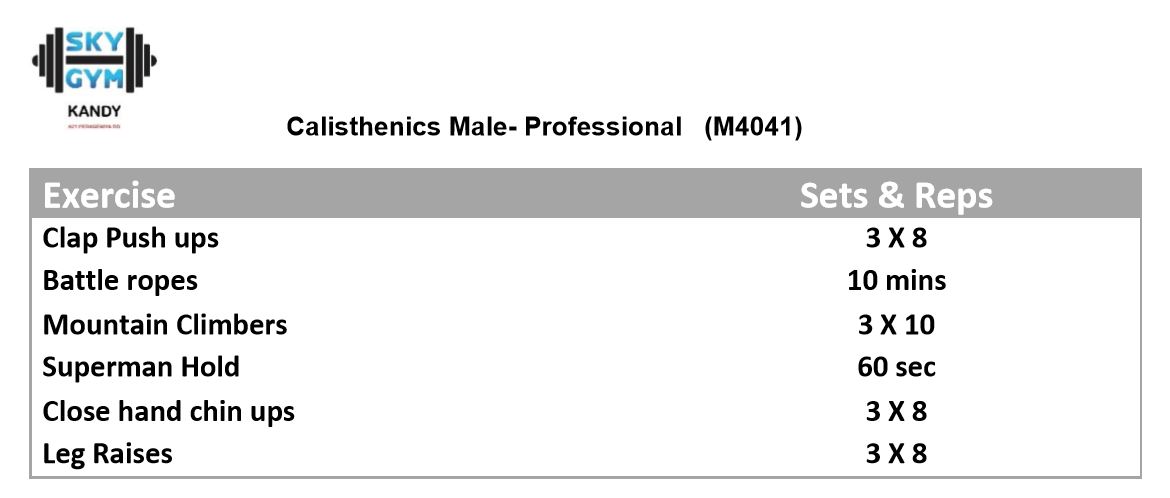 SKY
GYM
KANDY
Calisthenics Male- Professional (M4041)
Exercise Sets & Reps
Clap Push ups 3 X 8
Battle ropes 10 mins
Mountain Climbers 3 X 10
Superman Hold 60 sec
Close hand chin ups 3 X 8
Leg Raises 3 X 8